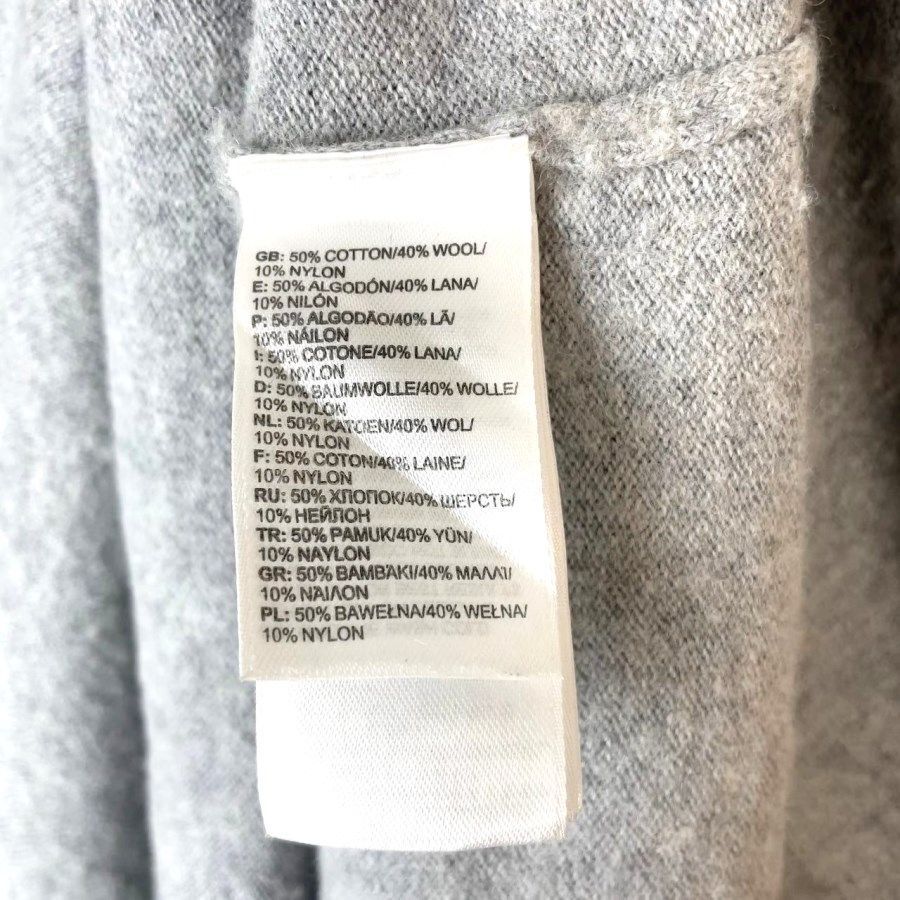 GB: 50% COTTON/40% WOOL/
10% NYLON
E: 50% ALGODÓN/40% LANA/
10% NILÓN
P: 50% ALGODÃO/40% LÃ/
10% NÁILON
I: 50% COTONE/40% LANA/
10% NYLON
D: 50% BAUMWOLLE/40% WOLLE/
10% NYLON
NL: 50% KATOEN/40% WOL/
10% NYLON
F: 50% COTON/40% LAINE/
10% NYLON
RU: 50% ХЛОПОК/40% ШЕРСТЬ/
10% НЕЙЛОН
TR: 50% PAMUK/40% YÜN/
10% NAYLON
GR: 50% ΒΑΜΒΆΚΙ/40% ΜΑΛΛΊ/
10% ΝΆΙΛΟΝ
PL: 50% BAWEŁNA/40% WEŁNA/
10% NYLON